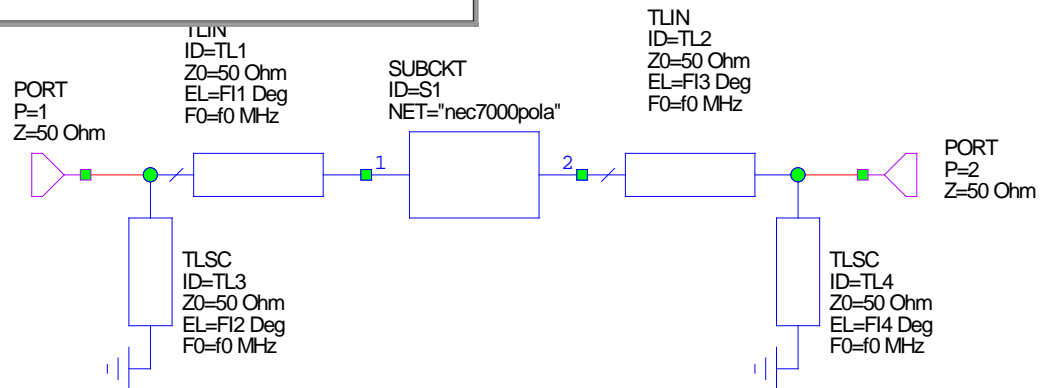 TLIN
ID=TL1
Z0=50 Ohm
EL=FI1 Deg
F0=f0 MHz
SUBCKT
ID=S1
NET="nec7000pola"
TLIN
ID=TL2
Z0=50 Ohm
EL=FI3 Deg
F0=f0 MHz
PORT
P=1
Z=50 Ohm
1
2
PORT
P=2
Z=50 Ohm
TLSC
ID=TL3
Z0=50 Ohm
EL=FI2 Deg
F0=f0 MHz
TLSC
ID=TL4
Z0=50 Ohm
EL=FI4 Deg
F0=f0 MHz